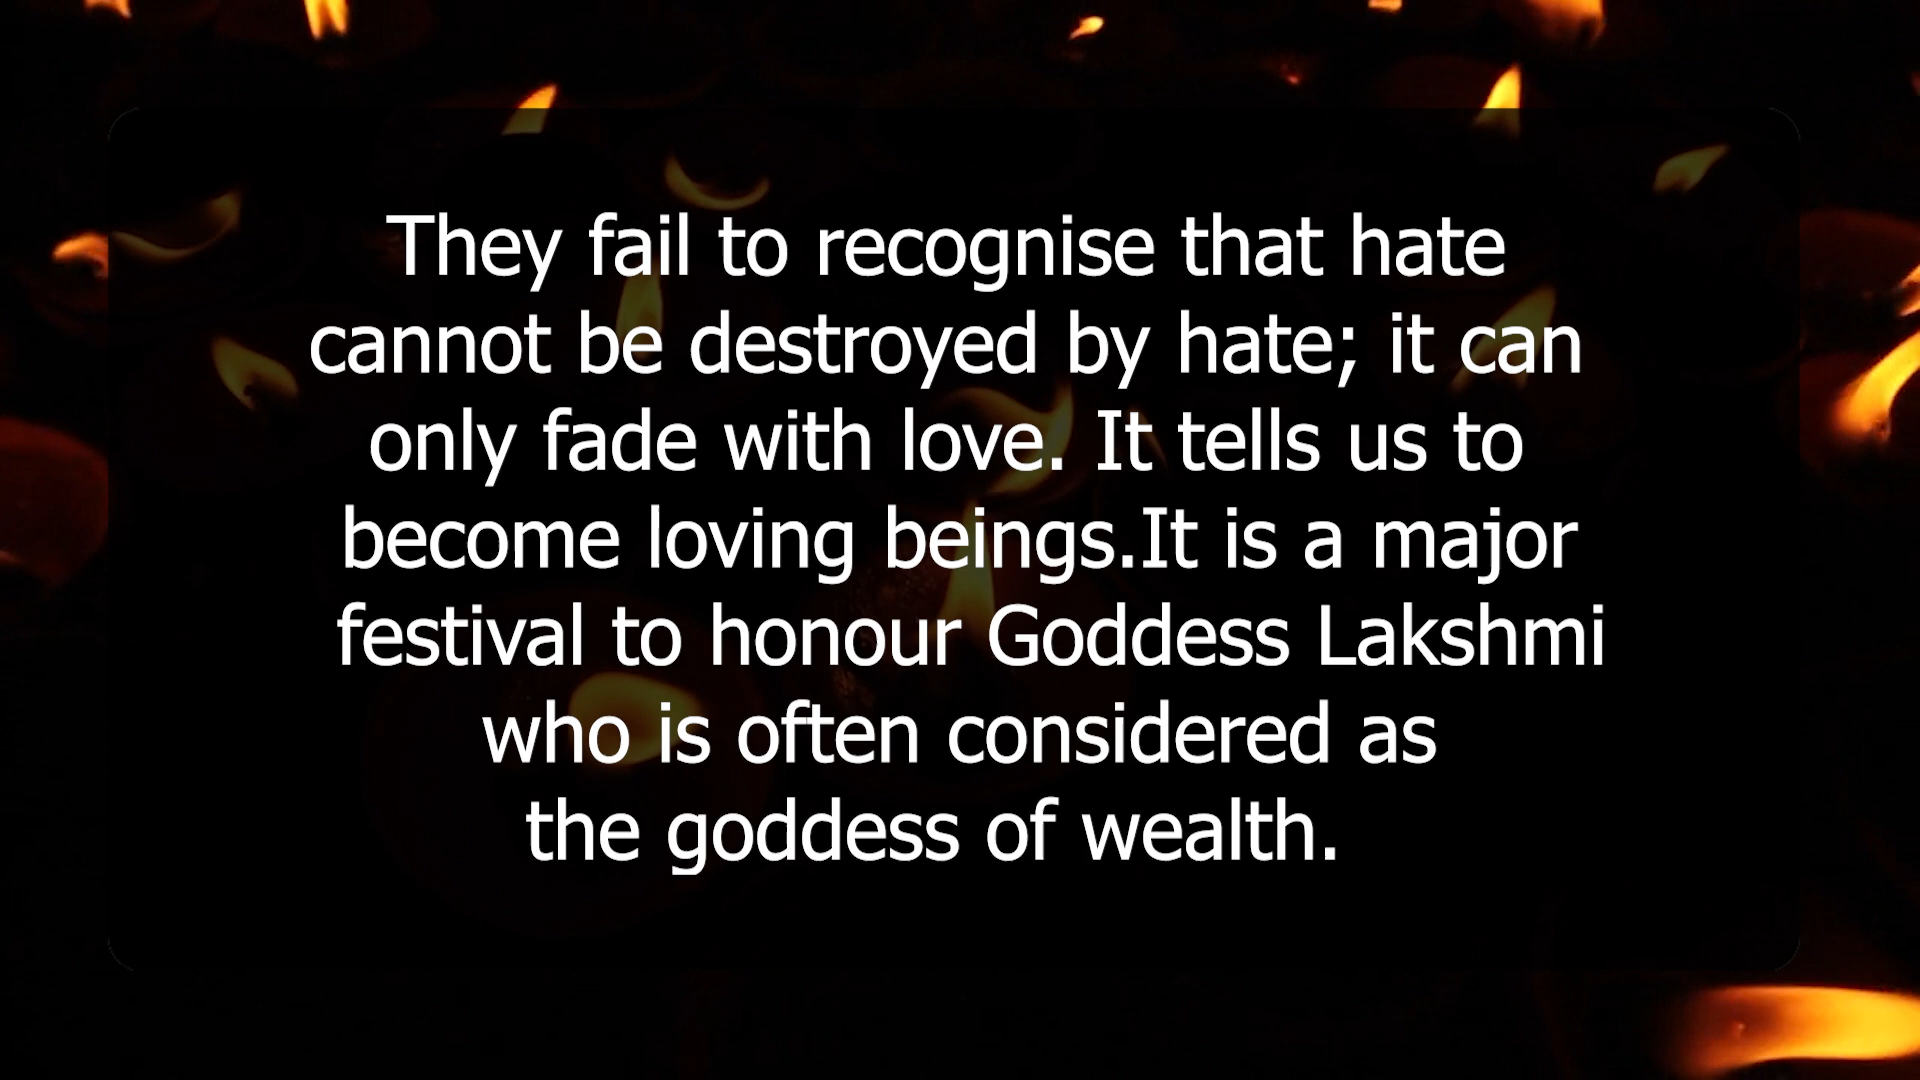 They fail to recognise that hate
cannot be destroyed by hate; it can
only fade with love. It tells us to
become loving beings.It is a major
festival to honour Goddess Lakshmi
who is often considered as
the goddess of wealth.